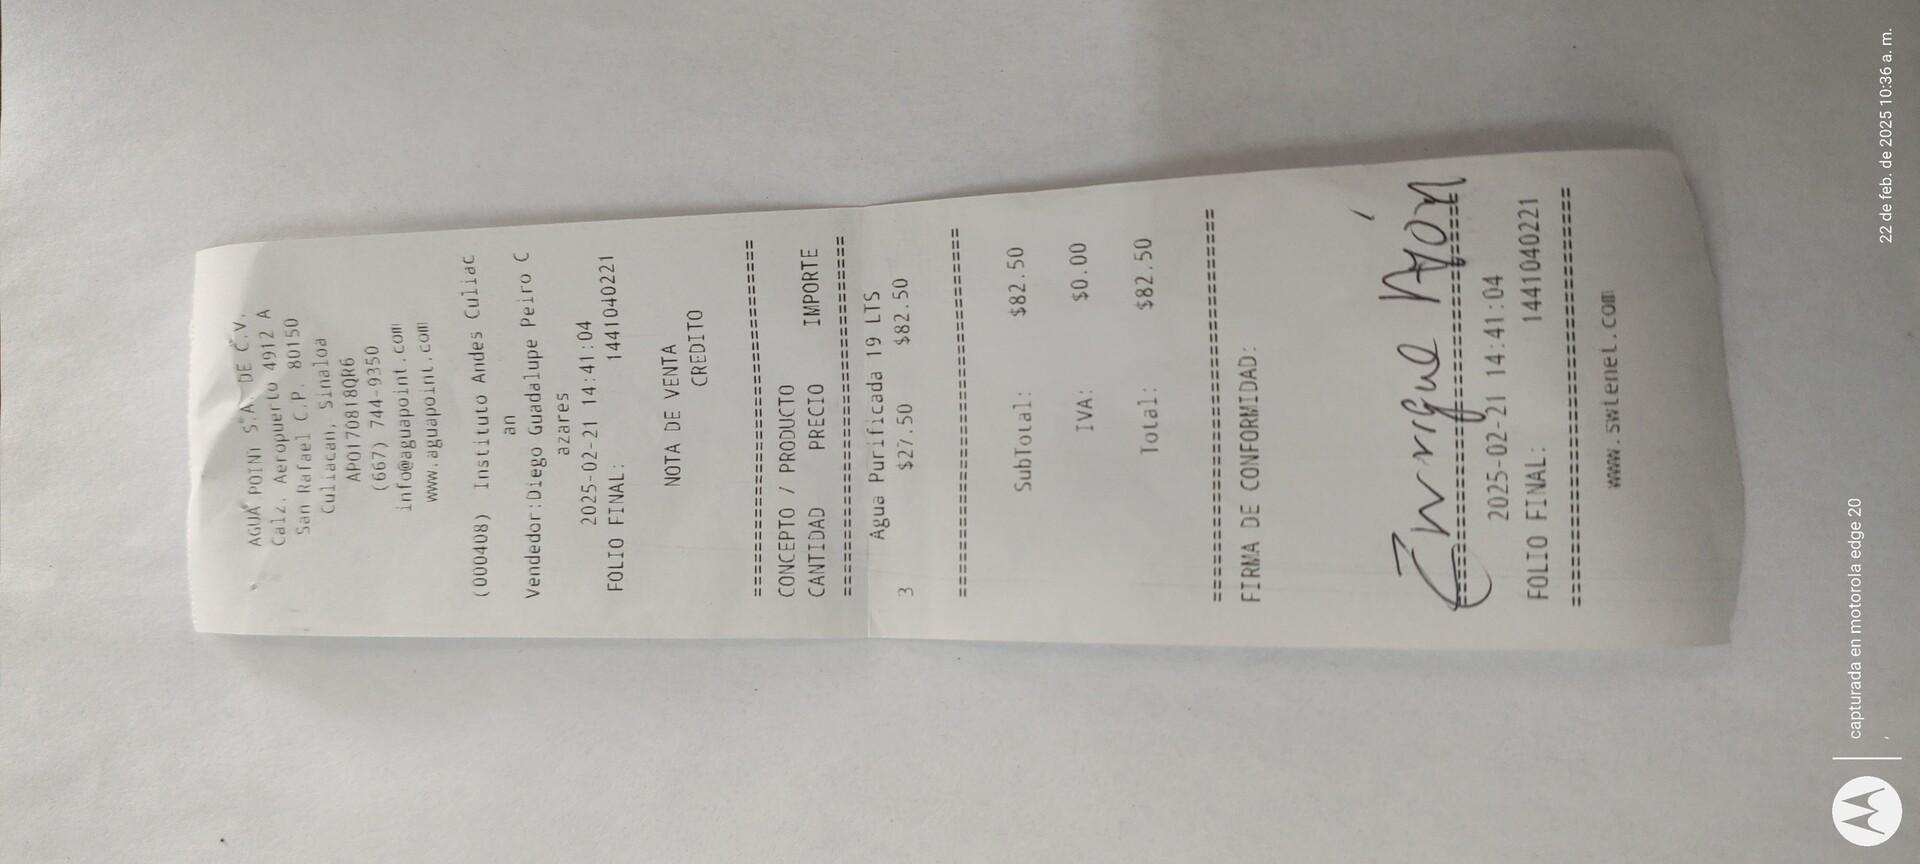 AGUA POINT S.A. DE C.V.
Calz. Aeropuerto 4912 A
San Rafael C.P. 80150
Culiacan, Sinaloa
APO170818QR6
(667) 744-9350
info@aguapoint.com
www.aguapoint.com
(000408) Instituto Andes Culiac
an
Vendedor:Diego Guadalupe Peiro C
azares
2025-02-21 14:41:04
FOLIO FINAL: 1441040221
NOTA DE VENTA
CREDITO
================================
CONCEPTO / PRODUCTO
CANTIDAD PRECIO IMPORTE
================================
Agua Purificada 19 LTS
3 $27.50 $82.50
================================
SubTotal: $82.50
IVA: $0.00
Total: $82.50
================================
FIRMA DE CONFORMIDAD:
Enrique
================================
2025-02-21 14:41:04
FOLIO FINAL: 1441040221
================================
www.swlenel.com
capturada en motorola edge 20
22 de feb. de 2025 10:36 a. m.